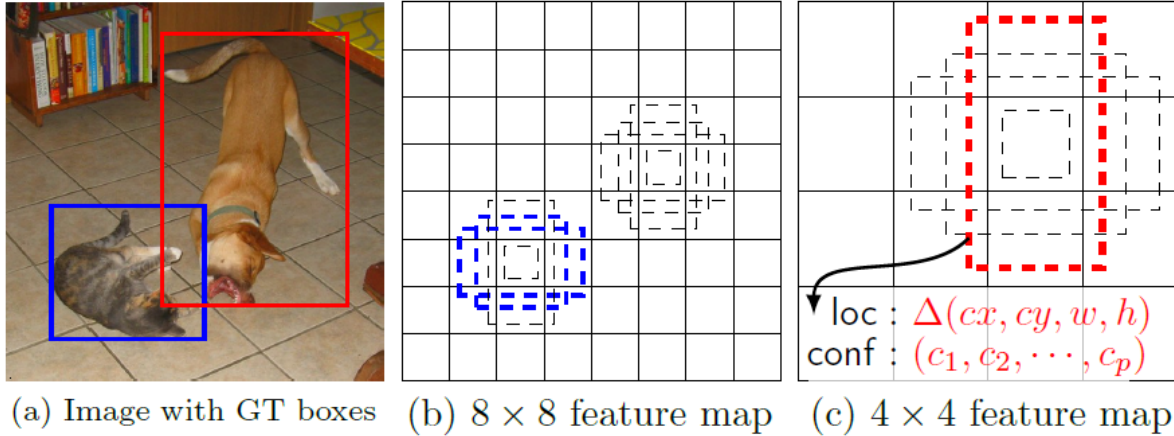 loc : Δ(cx, cy, w, h)
conf : (c₁, c₂, ⋯, cₚ)
(a) Image with GT boxes
(b) 8 × 8 feature map
(c) 4 × 4 feature map